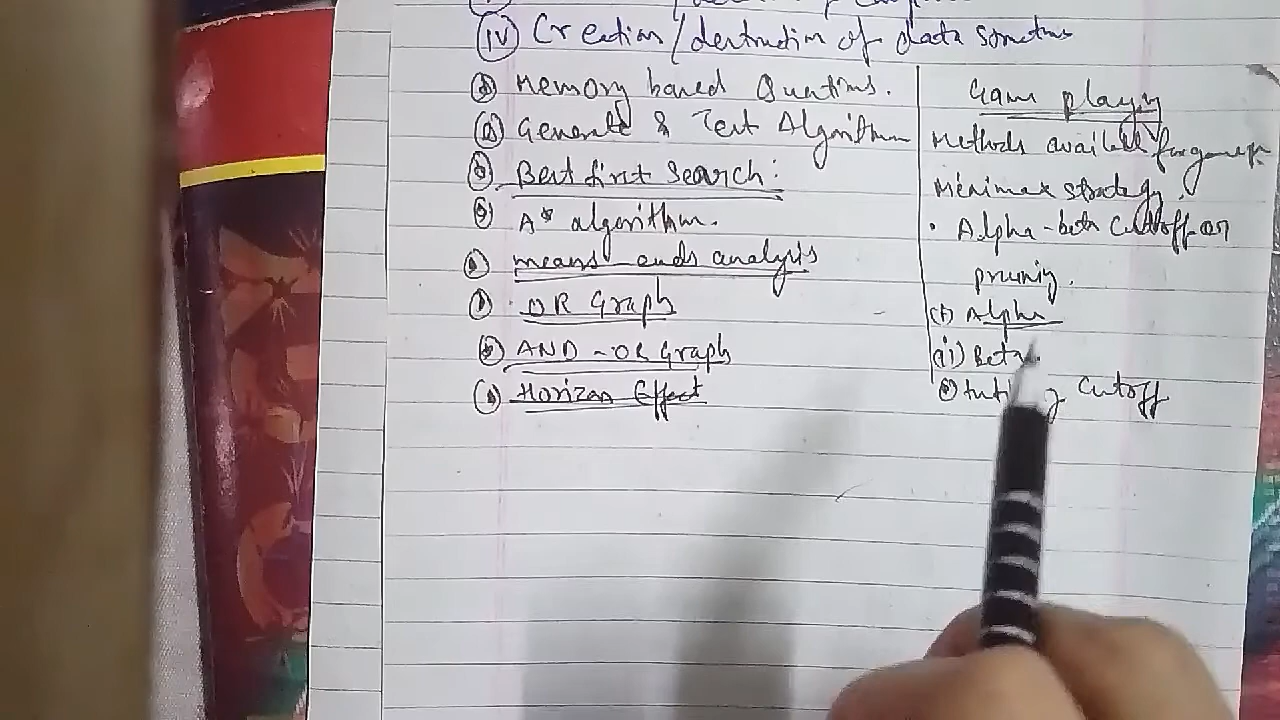 (iv) Creation/destruction of data structures
Memory based Questions.
Generate & Test Algorithm
Best first Search:
A* algorithm.
means-ends analysis
OR Graph
AND-OR Graph
Horizan Effect
Game playing
Methods available for
Minimax strategy
• Alpha-beta cutoff or
pruning.
(i) Alpha
(ii) Beta
cutoff